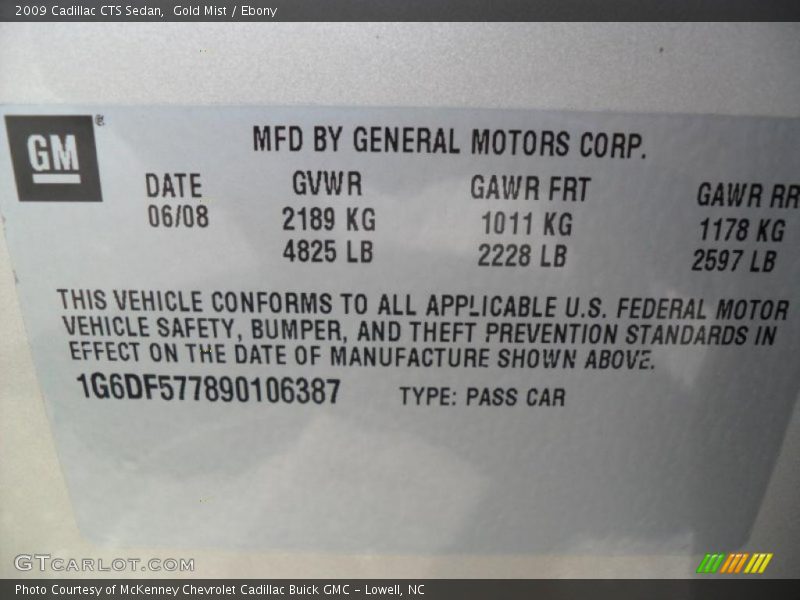 2009 Cadillac CTS Sedan,  Gold Mist / Ebony
GM ®
MFD BY GENERAL MOTORS CORP.
DATE GVWR GAWR FRT GAWR RR
06/08 2189 KG 1011 KG 1178 KG
4825 LB 2228 LB 2597 LB
THIS VEHICLE CONFORMS TO ALL APPLICABLE U.S. FEDERAL MOTOR
VEHICLE SAFETY, BUMPER, AND THEFT PREVENTION STANDARDS IN
EFFECT ON THE DATE OF MANUFACTURE SHOWN ABOVE.
1G6DF577890106387 TYPE: PASS CAR
GTCARLOT.COM
Photo Courtesy of McKenney Chevrolet Cadillac Buick GMC - Lowell, NC